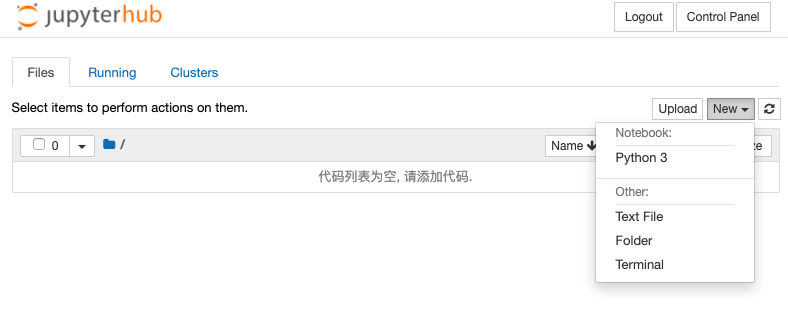 jupyterhub
Logout Control Panel
Files Running Clusters
Select items to perform actions on them.
Upload New
0 / Name ze
代码列表为空, 请添加代码.
Notebook:
Python 3
Other:
Text File
Folder
Terminal